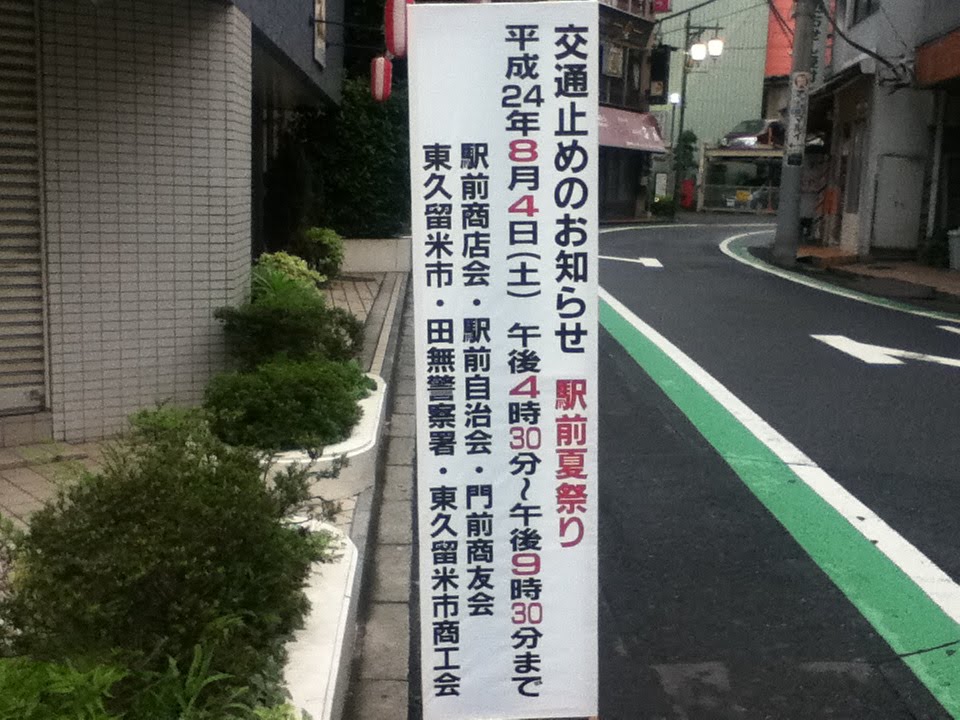 交通止めのお知らせ 駅前夏祭り
平成24年8月4日(土) 午後4時30分～午後9時30分まで
駅前商店会・駅前自治会・門前商友会
東久留米市・田無警察署・東久留米市商工会